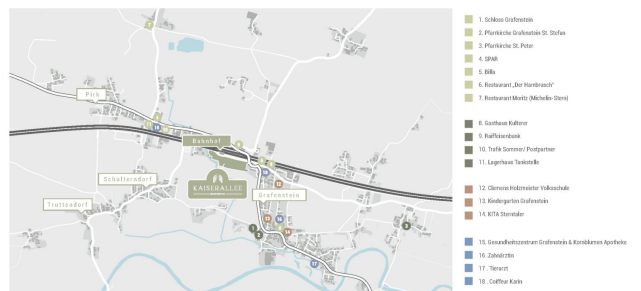 Pirk
Bahnhof
KAISERALLEE
Schulterndorf
Grafenstein
Truttendorf
1. Schloss Grafenstein
2. Pfarrkirche Grafenstein St. Stefan
3. Pfarrkirche St. Peter
4. SPAR
5. Billa
6. Restaurant „Der Hambrusch"
7. Restaurant Moritz (Michelin-Stern)
8. Gasthaus Kulterer
9. Raiffeisenbank
10. Trafik Sommer/ Postpartner
11. Lagerhaus Tankstelle
12. Clemens Holzmeister Volksschule
13. Kindergarten Grafenstein
14. KITA Sterntaler
15. Gesundheitszentrum Grafenstein & Kornblumen Apotheke
16. Zahnärztin
17. Tierarzt
18. Coiffeur Karin